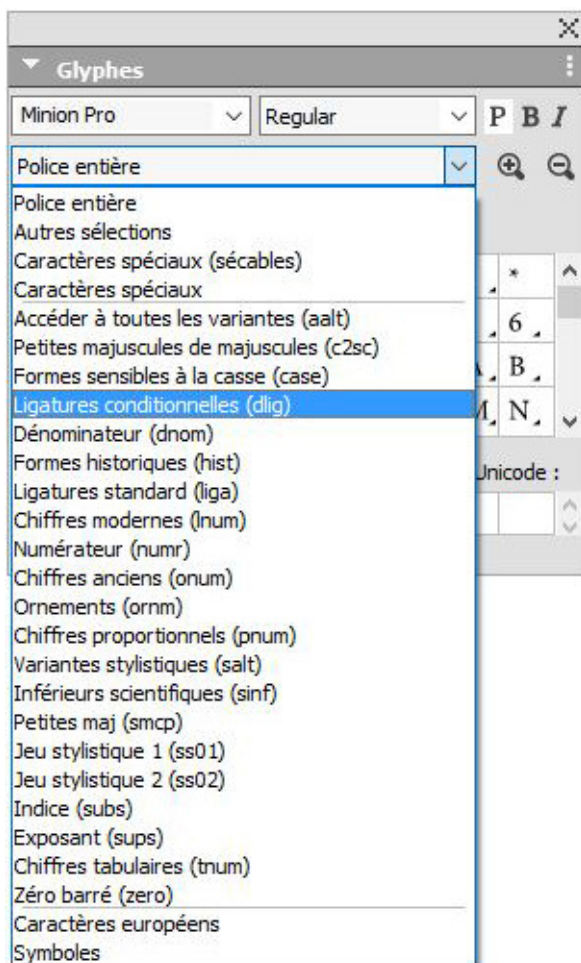 Glyphes
Minion Pro Regular P B I
Police entière
Police entière
Autres sélections
Caractères spéciaux (sécables)
Caractères spéciaux
Accéder à toutes les variantes (aalt)
Petites majuscules de majuscules (c2sc)
Formes sensibles à la casse (case)
Ligatures conditionnelles (dlig)
Dénominateur (dnom)
Formes historiques (hist)
Ligatures standard (liga)
Chiffres modernes (lnum)
Numérateur (numr)
Chiffres anciens (onum)
Ornements (ornm)
Chiffres proportionnels (pnum)
Variantes stylistiques (salt)
Inférieurs scientifiques (sinf)
Petites maj (smcp)
Jeu stylistique 1 (ss01)
Jeu stylistique 2 (ss02)
Indice (subs)
Exposant (sups)
Chiffres tabulaires (tnum)
Zéro barré (zero)
Caractères européens
Symboles
*
6
B
M N
Unicode :